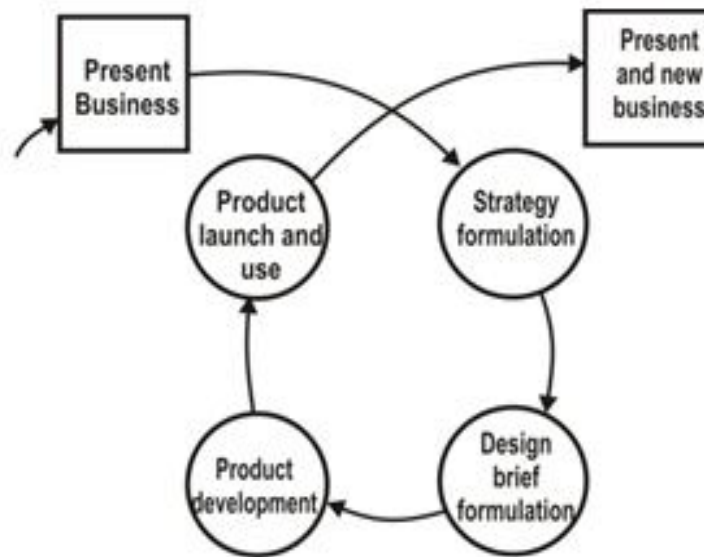 Present
Business
Present
and new
business
Product
launch and
use
Strategy
formulation
Product
development
Design
brief
formulation